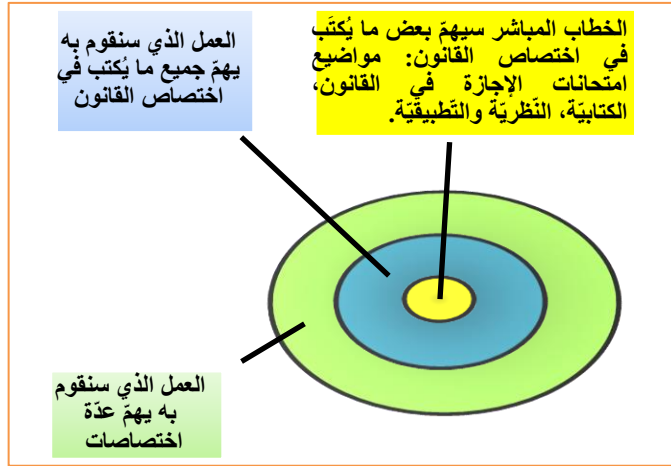 الخطاب المباشر سيهمّ بعض ما يُكتَب
في اختصاص القانون: مواضيع
امتحانات الإجازة في القانون،
الكتابيّة، النّظريّة والتّطبيقيّة.
العمل الذي سنقوم به
يهمّ جميع ما يُكتب في
اختصاص القانون
العمل الذي سنقوم
به يهمّ عدّة
اختصاصات